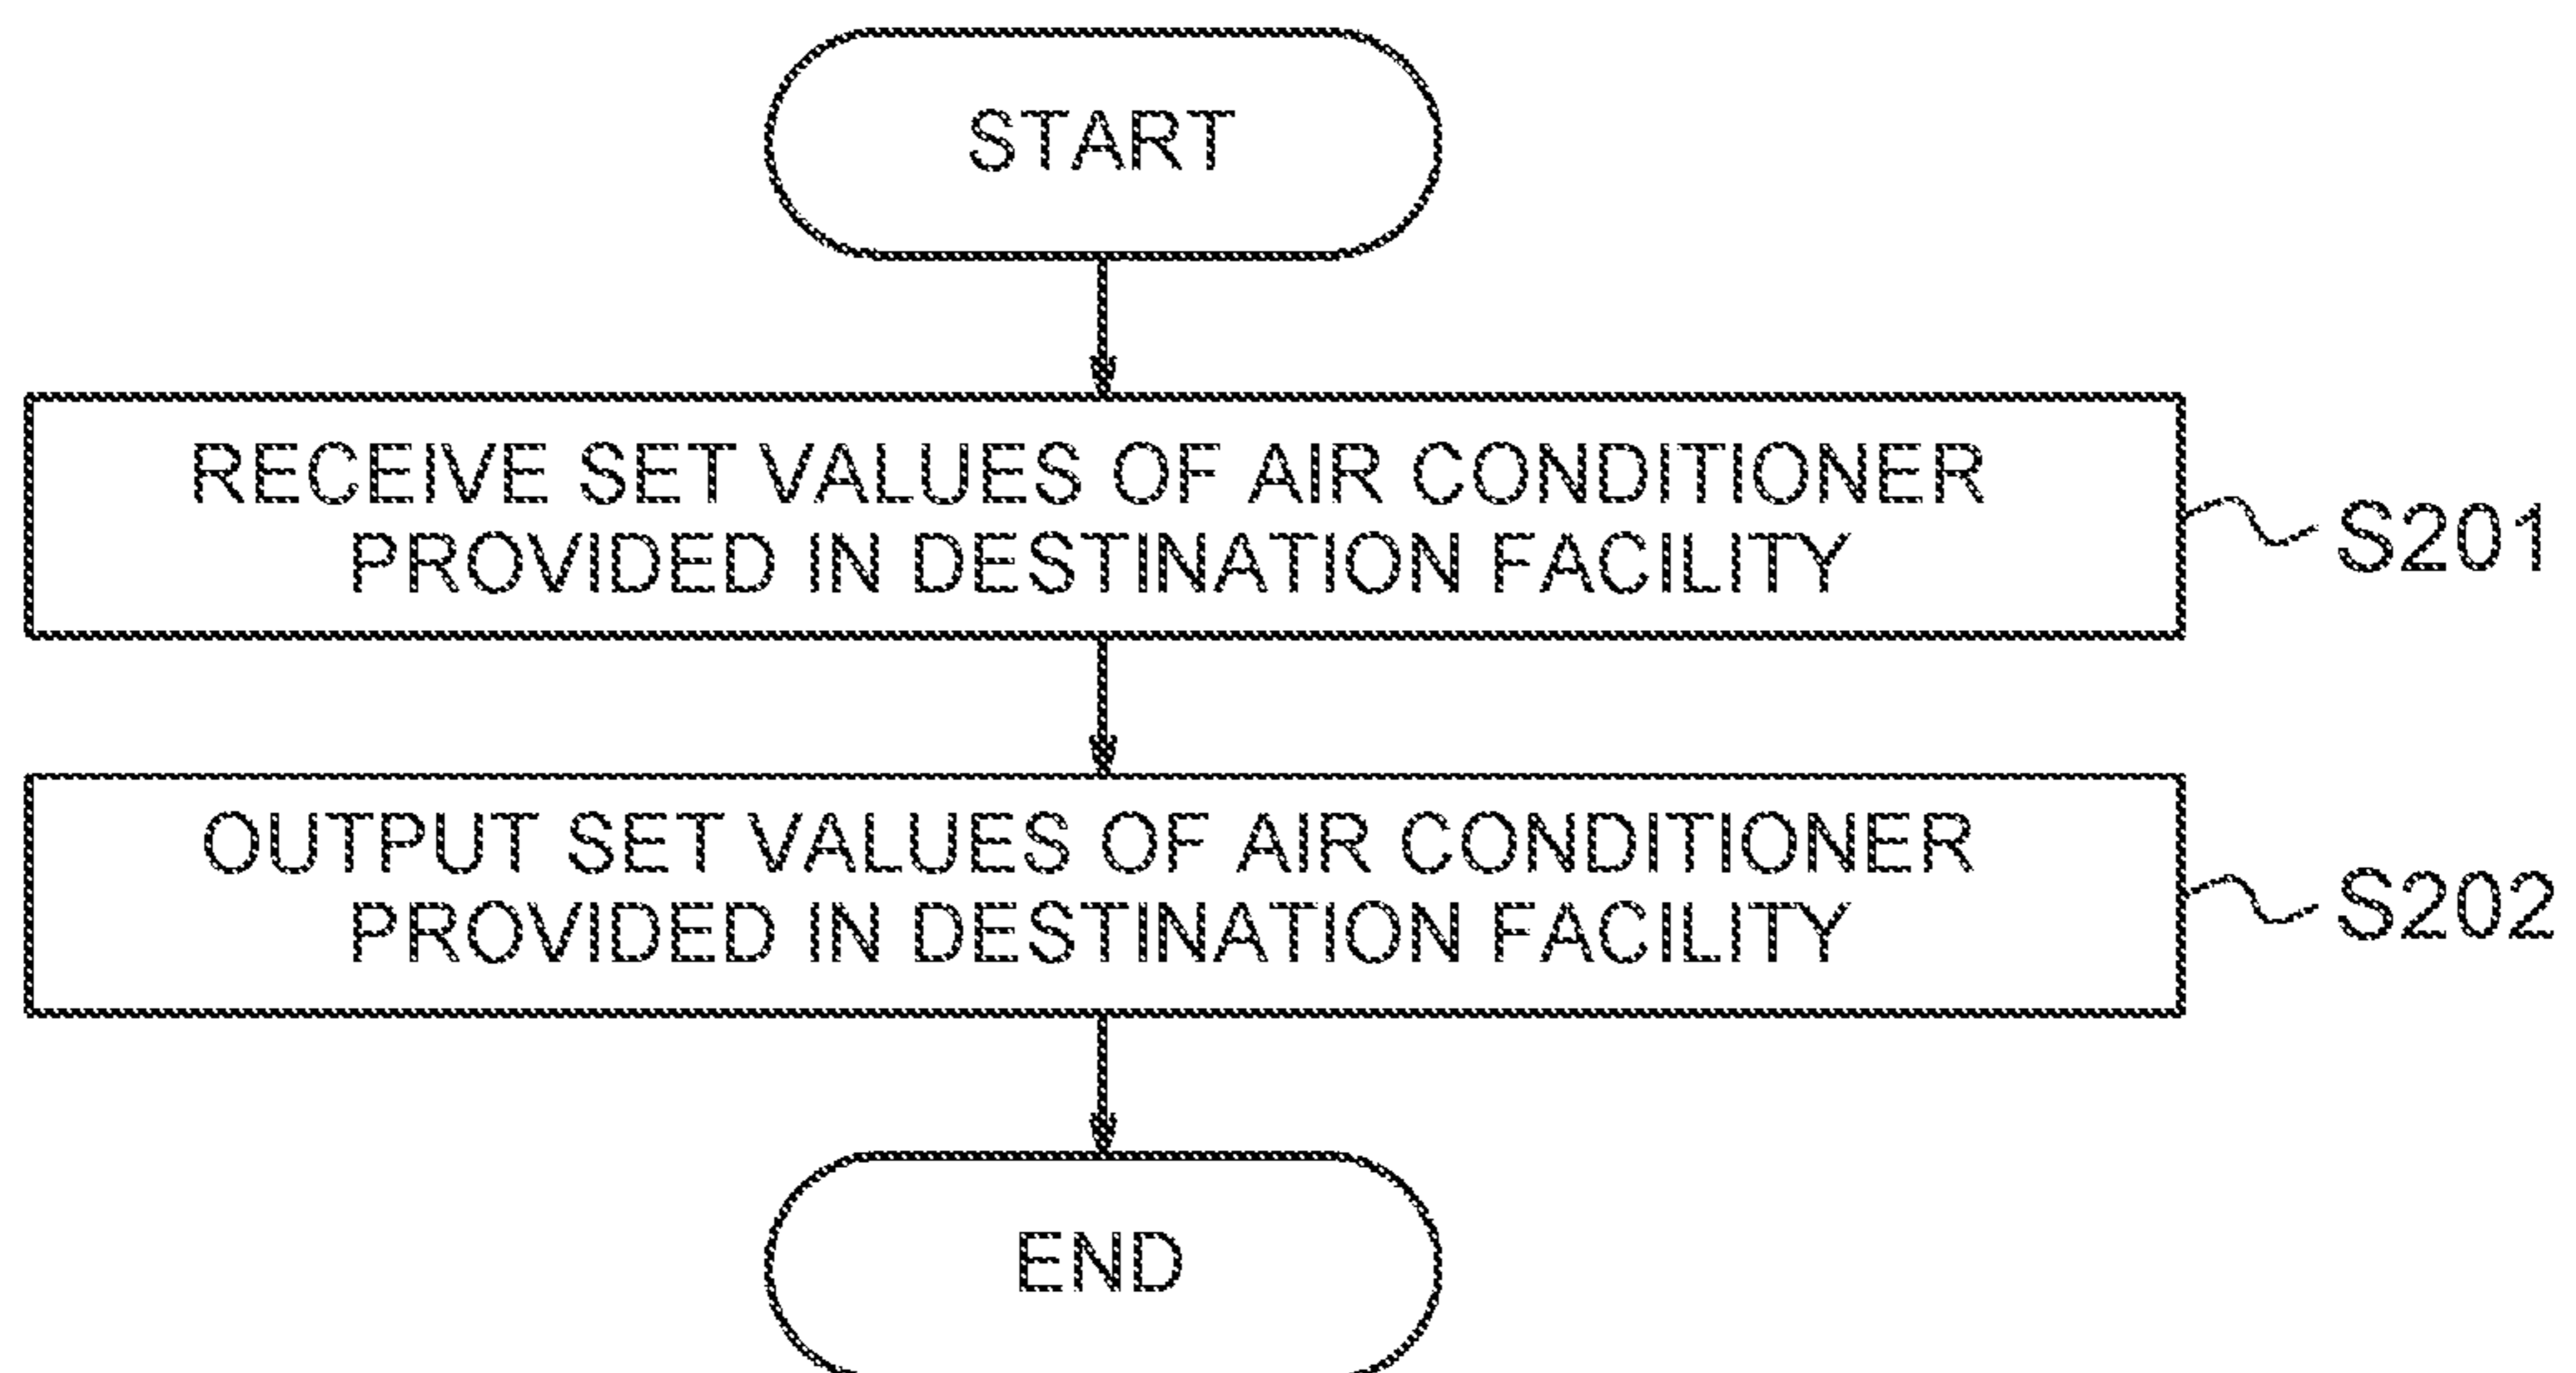 START
RECEIVE SET VALUES OF AIR CONDITIONER
PROVIDED IN DESTINATION FACILITY
S201
OUTPUT SET VALUES OF AIR CONDITIONER
PROVIDED IN DESTINATION FACILITY
S202
END